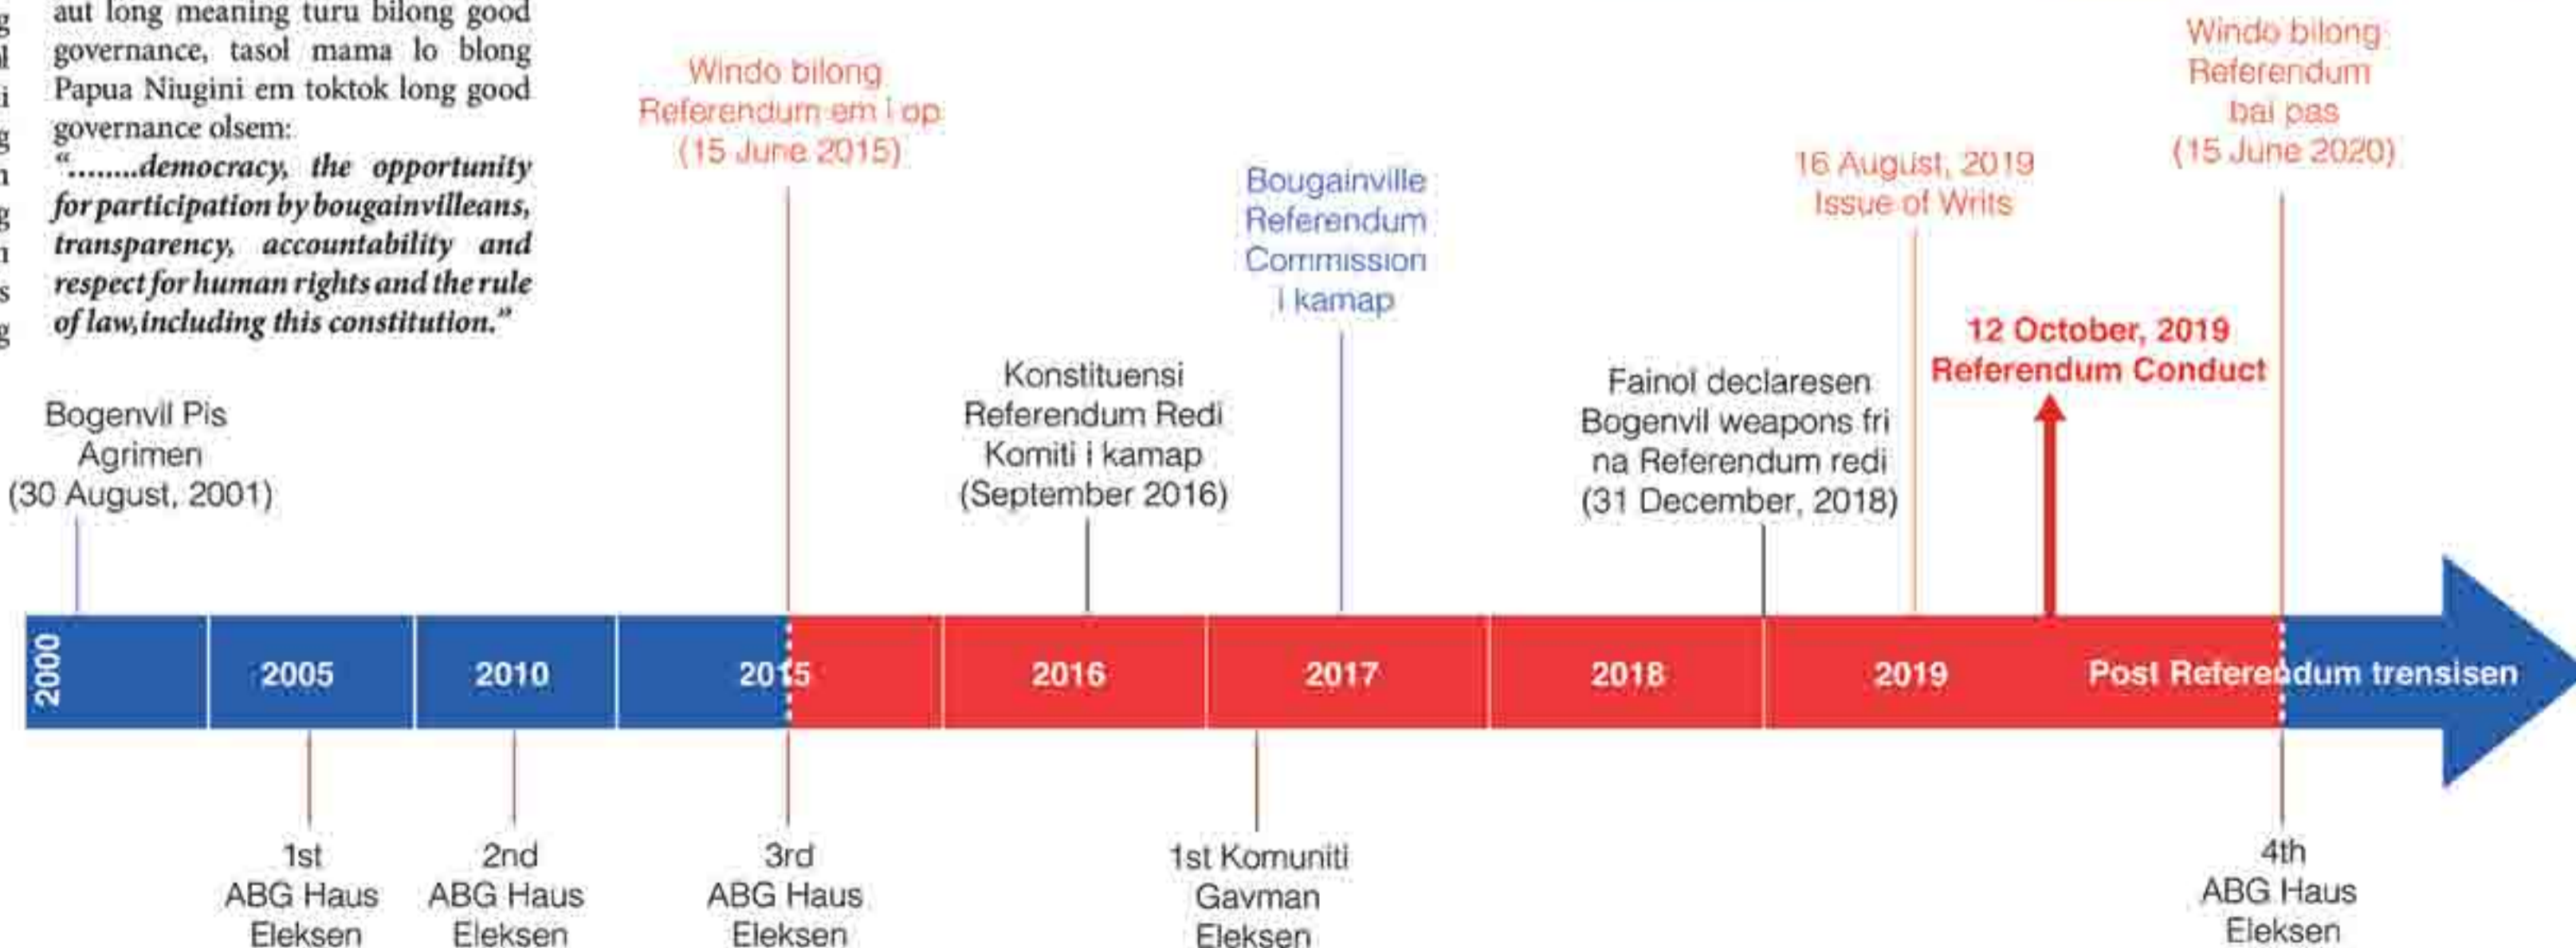 aut long meaning turu bilong good
governance, tasol mama lo blong
Papua Niugini em toktok long good
governance olsem:
“........democracy, the opportunity
for participation by bougainvilleans,
transparency, accountability and
respect for human rights and the rule
of law,including this constitution.”
Bogenvil Pis
Agrimen
(30 August, 2001)
Windo bilong
Referendum em i op
(15 June 2015)
Konstituensi
Referendum Redi
Komiti i kamap
(September 2016)
Bougainville
Referendum
Commission
i kamap
Fainol declaresen
Bogenvil weapons fri
na Referendum redi
(31 December, 2018)
16 August, 2019
Issue of Writs
12 October, 2019
Referendum Conduct
Windo bilong
Referendum
bai pas
(15 June 2020)
2000
2005
2010
2015
2016
2017
2018
2019
Post Referendum trensisen
1st
ABG Haus
Eleksen
2nd
ABG Haus
Eleksen
3rd
ABG Haus
Eleksen
1st Komuniti
Gavman
Eleksen
4th
ABG Haus
Eleksen